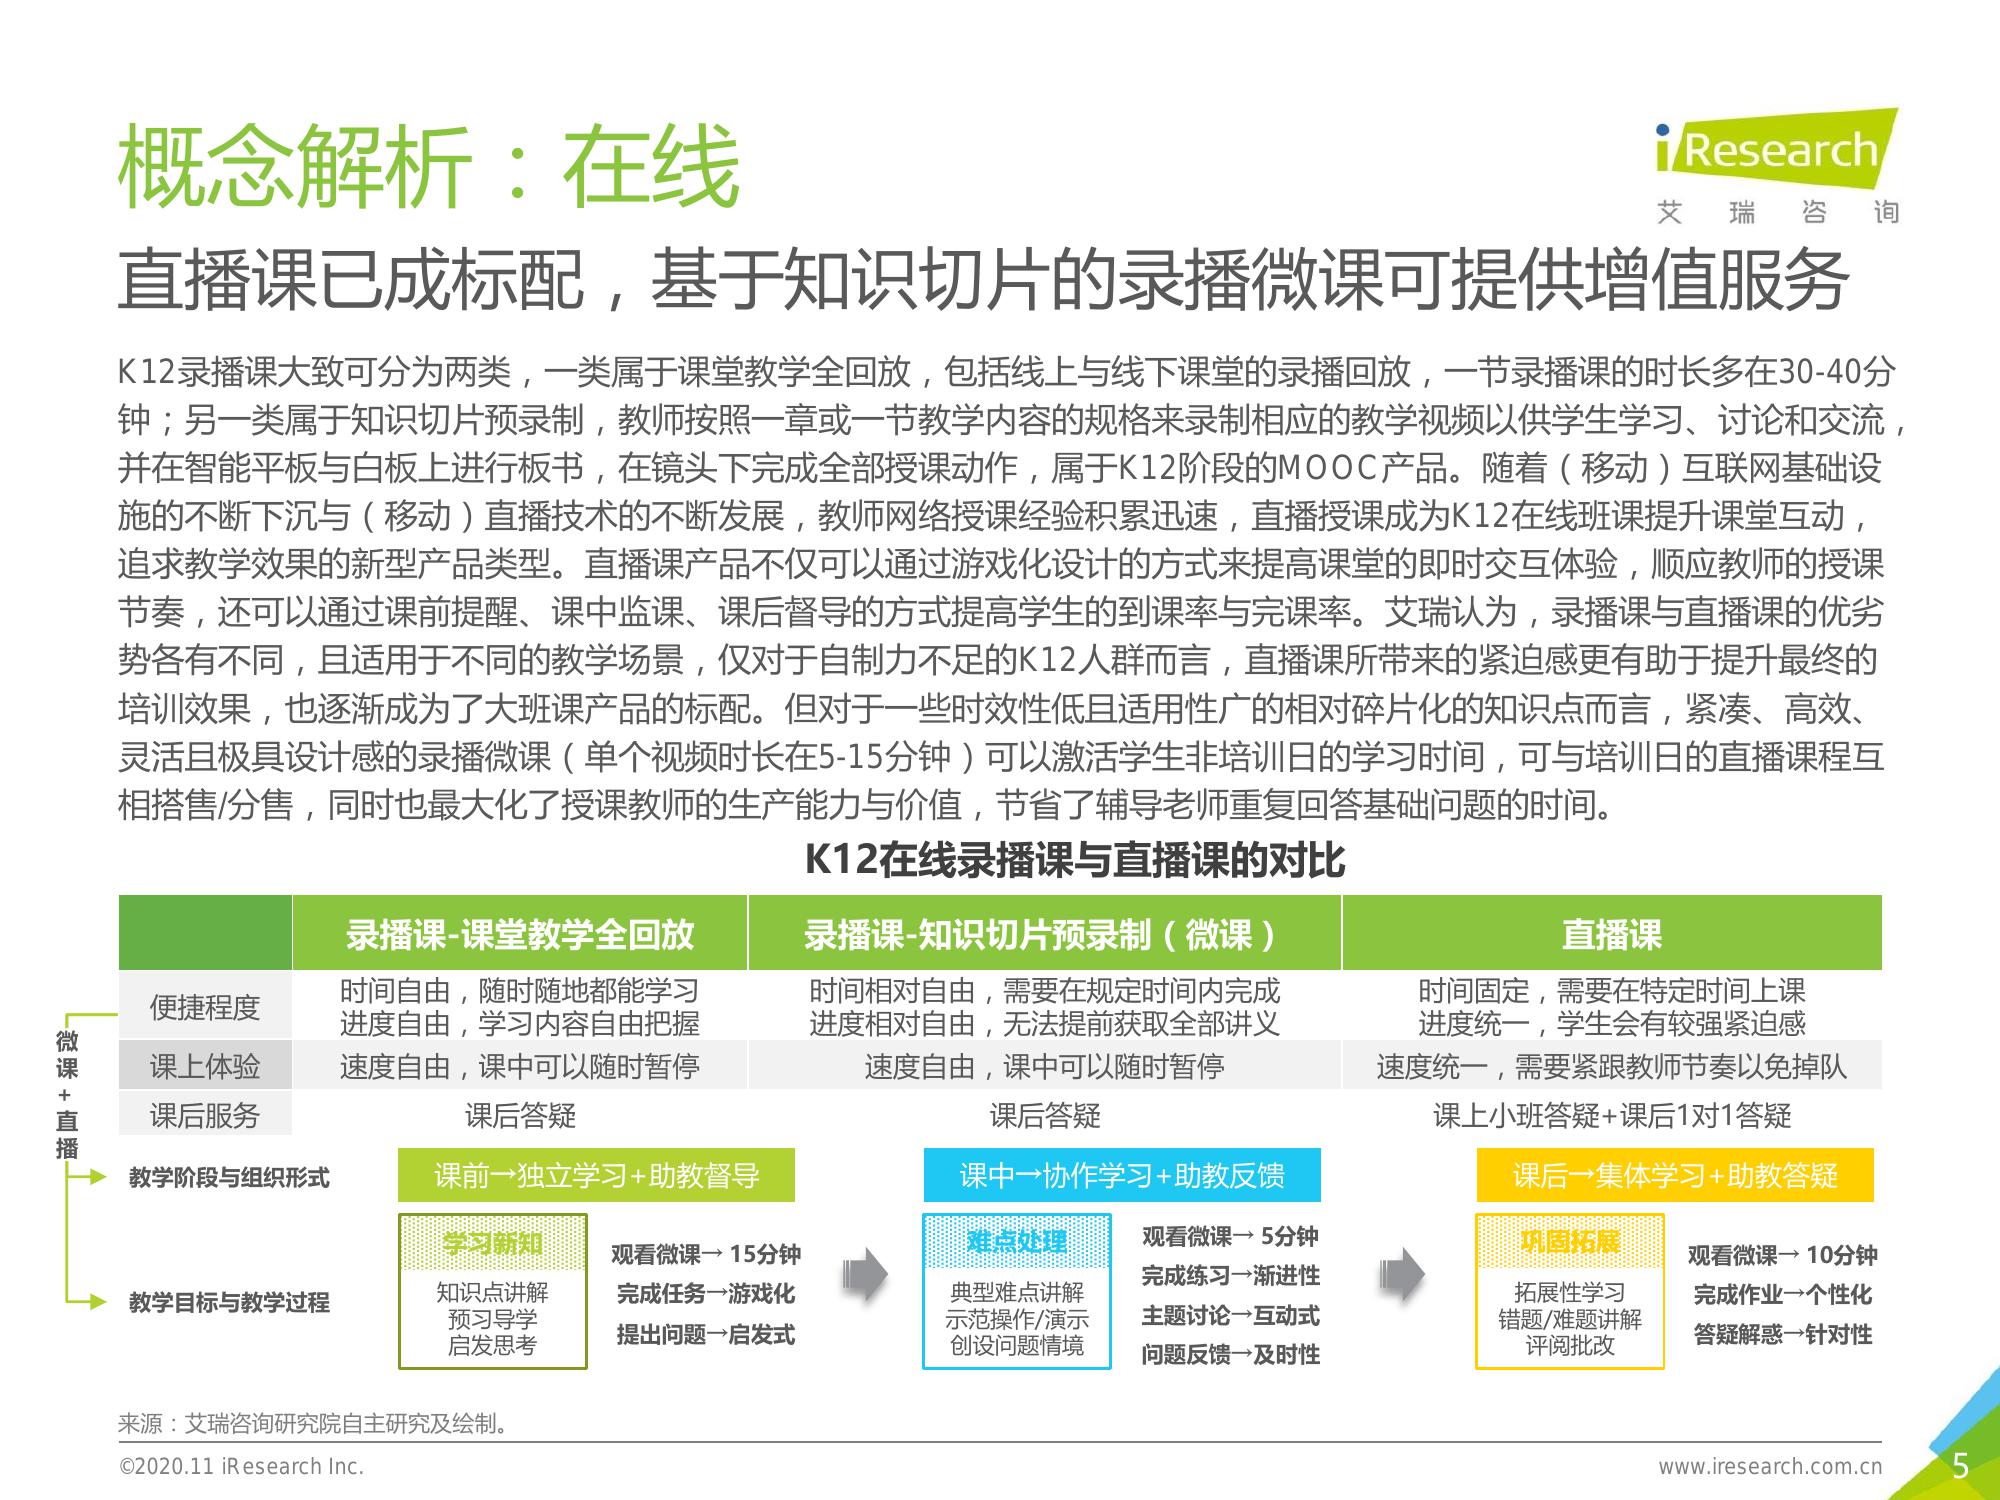 概念解析：在线
iResearch
艾瑞咨询
直播课已成标配，基于知识切片的录播微课可提供增值服务
K12录播课大致可分为两类，一类属于课堂教学全回放，包括线上与线下课堂的录播回放，一节录播课的时长多在30-40分
钟；另一类属于知识切片预录制，教师按照一章或一节教学内容的规格来录制相应的教学视频以供学生学习、讨论和交流，
并在智能平板与白板上进行板书，在镜头下完成全部授课动作，属于K12阶段的MOOC产品。随着（移动）互联网基础设
施的不断下沉与（移动）直播技术的不断发展，教师网络授课经验积累迅速，直播授课成为K12在线班课提升课堂互动，
追求教学效果的新型产品类型。直播课产品不仅可以通过游戏化设计的方式来提高课堂的即时交互体验，顺应教师的授课
节奏，还可以通过课前提醒、课中监课、课后督导的方式提高学生的到课率与完课率。艾瑞认为，录播课与直播课的优劣
势各有不同，且适用于不同的教学场景，仅对于自制力不足的K12人群而言，直播课所带来的紧迫感更有助于提升最终的
培训效果，也逐渐成为了大班课产品的标配。但对于一些时效性低且适用性广的相对碎片化的知识点而言，紧凑、高效、
灵活且极具设计感的录播微课（单个视频时长在5-15分钟）可以激活学生非培训日的学习时间，可与培训日的直播课程互
相搭售/分售，同时也最大化了授课教师的生产能力与价值，节省了辅导老师重复回答基础问题的时间。
K12在线录播课与直播课的对比
录播课-课堂教学全回放
录播课-知识切片预录制（微课）
直播课
便捷程度
时间自由，随时随地都能学习
进度自由，学习内容自由把握
时间相对自由，需要在规定时间内完成
进度相对自由，无法提前获取全部讲义
时间固定，需要在特定时间上课
进度统一，学生会有较强紧迫感
课上体验
速度自由，课中可以随时暂停
速度自由，课中可以随时暂停
速度统一，需要紧跟教师节奏以免掉队
课后服务
课后答疑
课后答疑
课上小班答疑+课后1对1答疑
微课+直播
教学阶段与组织形式
课前→独立学习+助教督导
课中→协作学习+助教反馈
课后→集体学习+助教答疑
教学目标与教学过程
学习新知
知识点讲解
预习导学
启发思考
观看微课→ 15分钟
完成任务→游戏化
提出问题→启发式
难点处理
典型难点讲解
示范操作/演示
创设问题情境
观看微课→ 5分钟
完成练习→渐进性
主题讨论→互动式
问题反馈→及时性
巩固拓展
拓展性学习
错题/难题讲解
评阅批改
观看微课→ 10分钟
完成作业→个性化
答疑解惑→针对性
来源：艾瑞咨询研究院自主研究及绘制。
©2020.11 iResearch Inc.
www.iresearch.com.cn
5